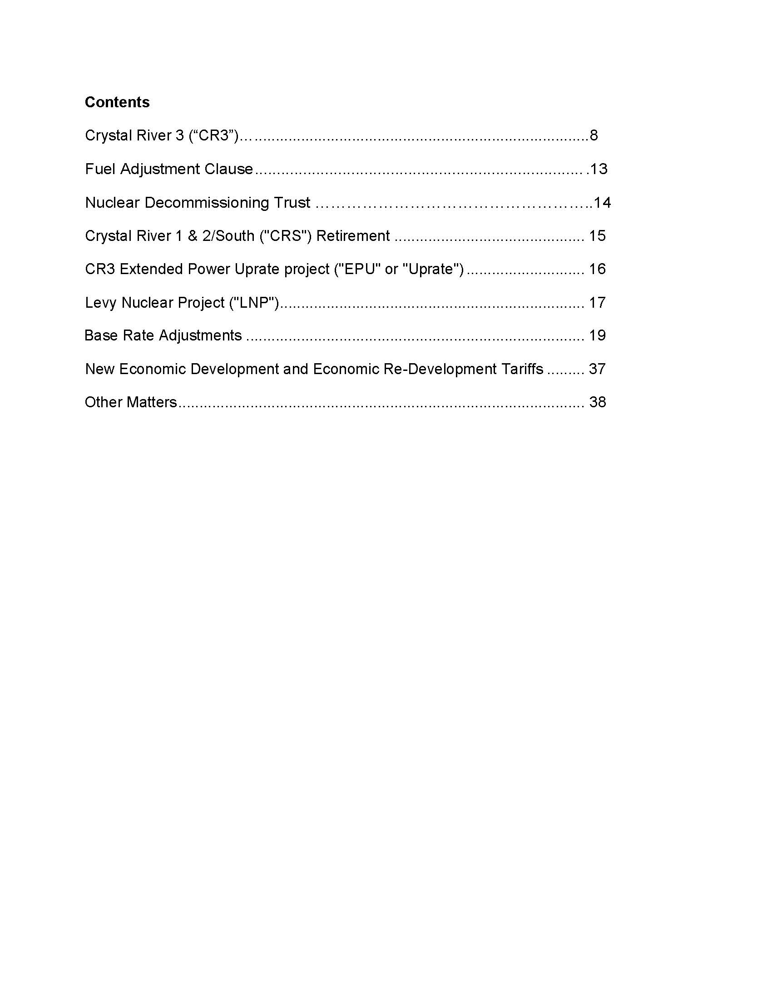 Contents
Crystal River 3 (“CR3”)….............................................................................8
Fuel Adjustment Clause............................................................................ .13
Nuclear Decommissioning Trust ……………………………………………..14
Crystal River 1 & 2/South ("CRS") Retirement ............................................ 15
CR3 Extended Power Uprate project ("EPU" or "Uprate") ........................... 16
Levy Nuclear Project ("LNP")....................................................................... 17
Base Rate Adjustments ............................................................................... 19
New Economic Development and Economic Re-Development Tariffs ......... 37
Other Matters............................................................................................... 38